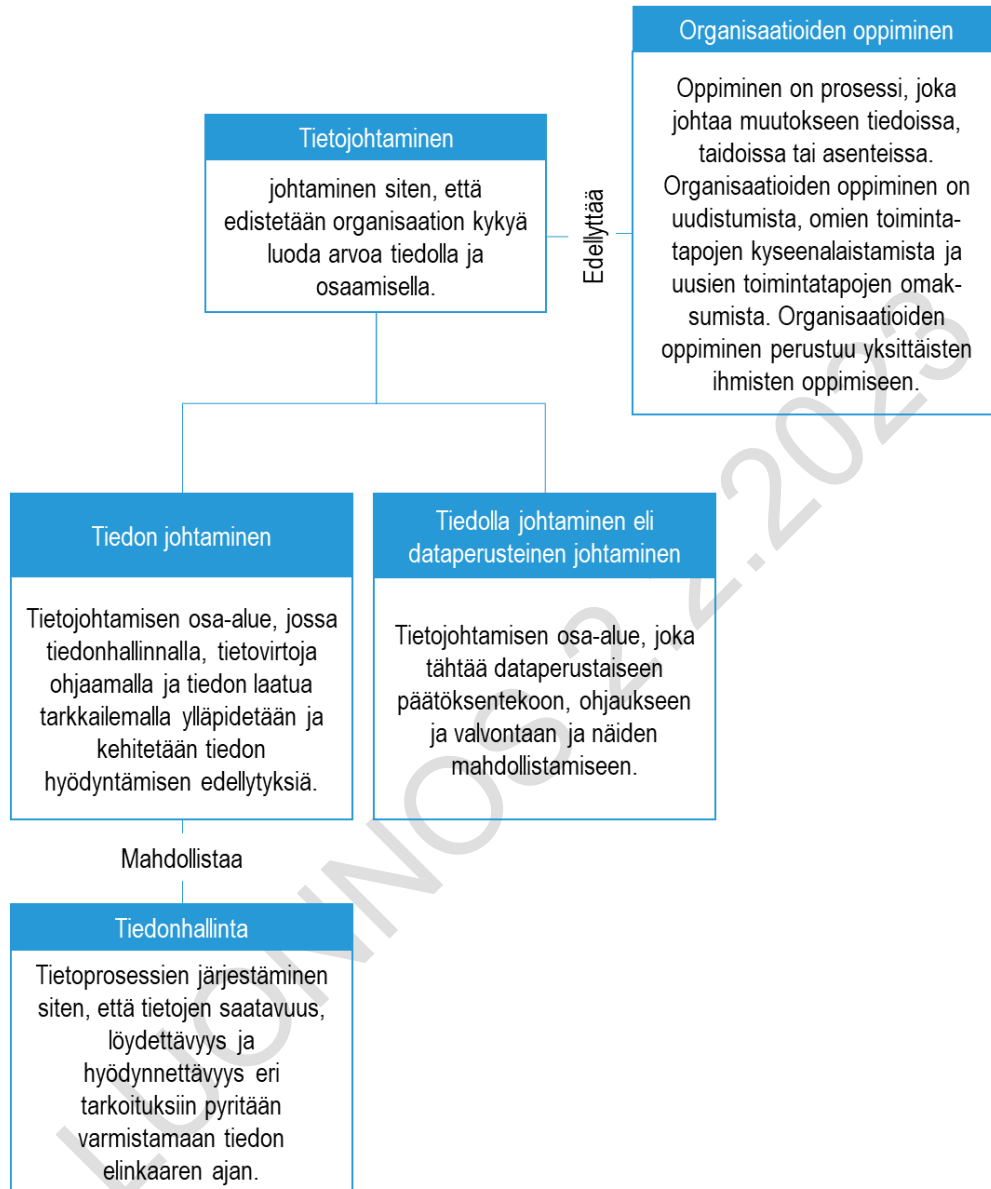 Organisaatioiden oppiminen
Oppiminen on prosessi, joka
johtaa muutokseen tiedoissa,
taidoissa tai asenteissa.
Organisaatioiden oppiminen on
uudistumista, omien toiminta-
tapojen kyseenalaistamista ja
uusien toimintatapojen omak-
sumista. Organisaatioiden
oppiminen perustuu yksittäisten
ihmisten oppimiseen.
Tietojohtaminen
johtaminen siten, että
edistetään organisaation kykyä
luoda arvoa tiedolla ja
osaamisella.
Edellyttää
Tiedon johtaminen
Tietojohtamisen osa-alue, jossa
tiedonhallinnalla, tietovirtoja
ohjaamalla ja tiedon laatua
tarkkailemalla ylläpidetään ja
kehitetään tiedon
hyödyntämisen edellytyksiä.
Tiedolla johtaminen eli
dataperusteinen johtaminen
Tietojohtamisen osa-alue, joka
tähtää dataperustaiseen
päätöksentekoon, ohjaukseen
ja valvontaan ja näiden
mahdollistamiseen.
Mahdollistaa
Tiedonhallinta
Tietoprosessien järjestäminen
siten, että tietojen saatavuus,
löydettävyys ja
hyödynnettävyys eri
tarkoituksiin pyritään
varmistamaan tiedon
elinkaaren ajan.
LUONNOS 2.2.2023